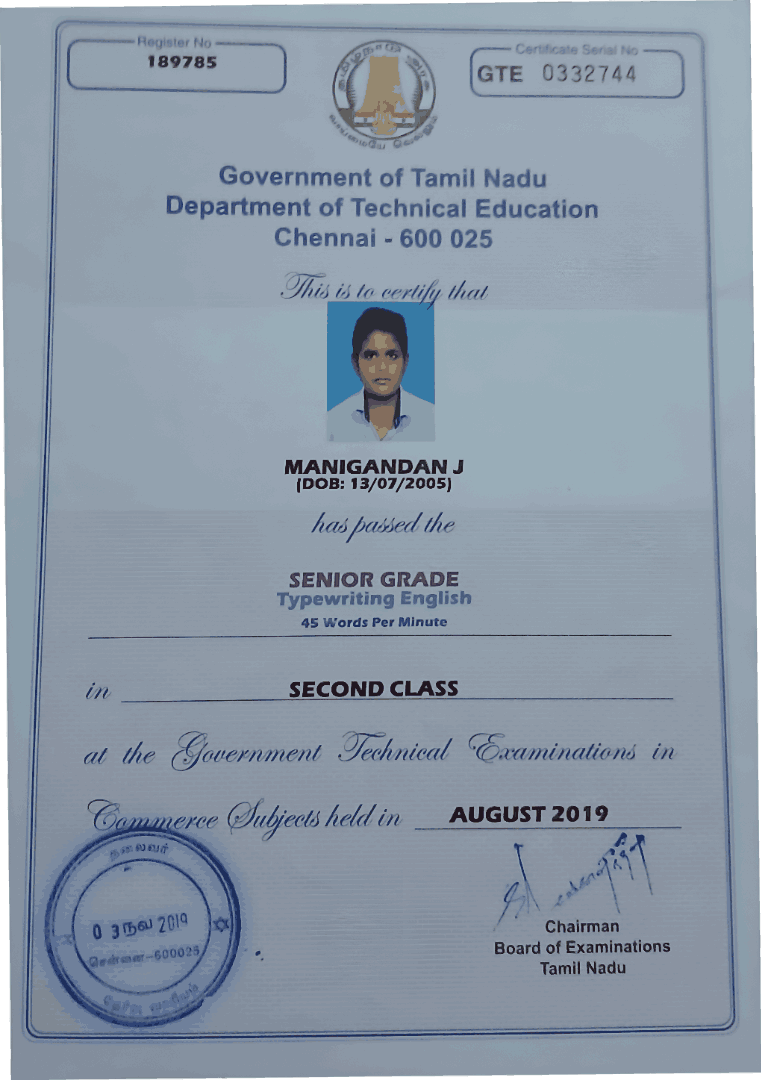 Register No
189785
Certificate Serial No
GTE 0332744
தமிழ்நாடு அரசு
வாய்மையே வெல்லும்
Government of Tamil Nadu
Department of Technical Education
Chennai - 600 025
This is to certify that
MANIGANDAN J
(DOB: 13/07/2005)
has passed the
SENIOR GRADE
Typewriting English
45 Words Per Minute
in SECOND CLASS
at the Government Technical Examinations in
Commerce Subjects held in AUGUST 2019
தலைவர்
0 3 நவ 2019
சென்னை-600025
தேர்வு வாரியம்
Chairman
Board of Examinations
Tamil Nadu